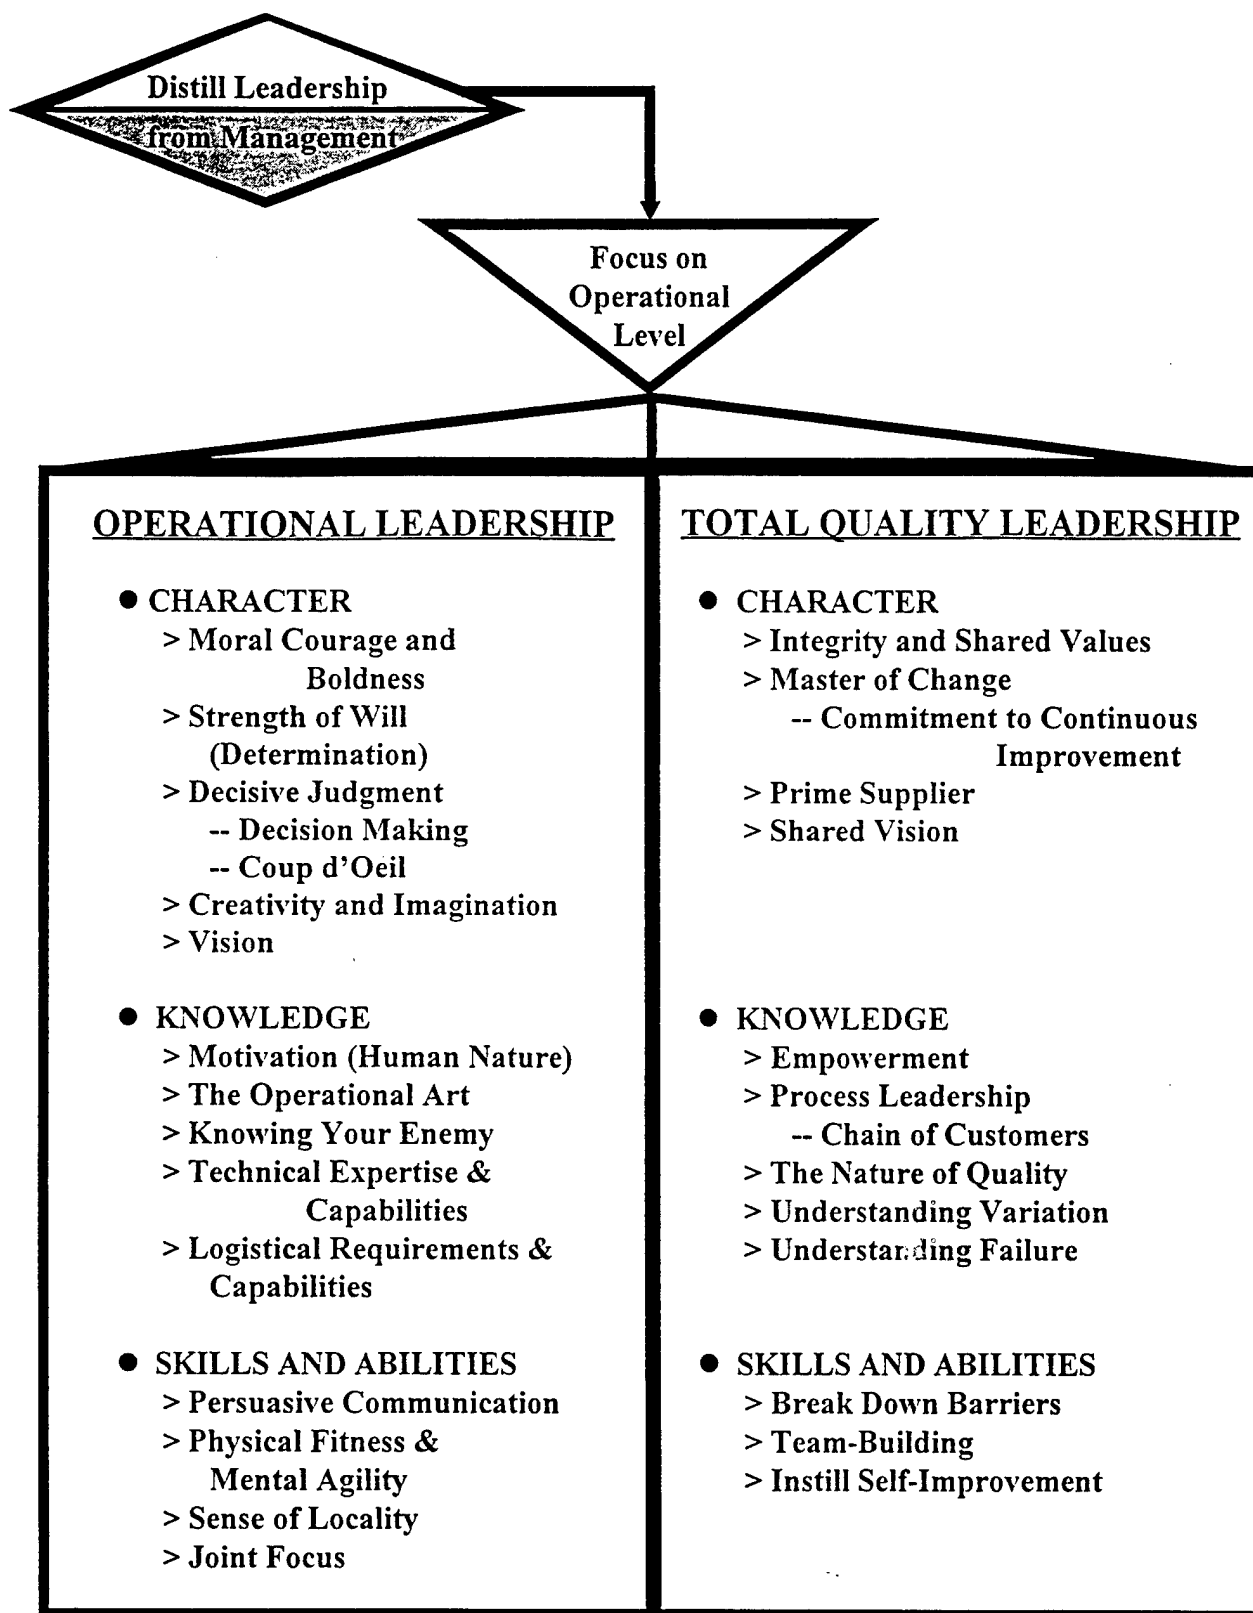 Distill Leadership
from Management
Focus on
Operational
Level
OPERATIONAL LEADERSHIP
● CHARACTER
> Moral Courage and
Boldness
> Strength of Will
(Determination)
> Decisive Judgment
-- Decision Making
-- Coup d'Oeil
> Creativity and Imagination
> Vision
● KNOWLEDGE
> Motivation (Human Nature)
> The Operational Art
> Knowing Your Enemy
> Technical Expertise &
Capabilities
> Logistical Requirements &
Capabilities
● SKILLS AND ABILITIES
> Persuasive Communication
> Physical Fitness &
Mental Agility
> Sense of Locality
> Joint Focus
TOTAL QUALITY LEADERSHIP
● CHARACTER
> Integrity and Shared Values
> Master of Change
-- Commitment to Continuous
Improvement
> Prime Supplier
> Shared Vision
● KNOWLEDGE
> Empowerment
> Process Leadership
-- Chain of Customers
> The Nature of Quality
> Understanding Variation
> Understanding Failure
● SKILLS AND ABILITIES
> Break Down Barriers
> Team-Building
> Instill Self-Improvement